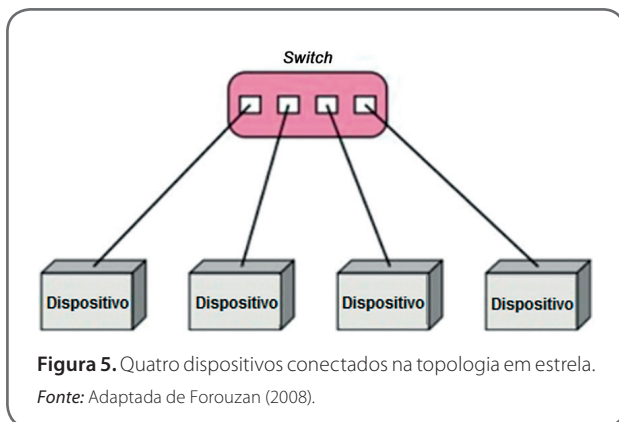 Switch
Dispositivo Dispositivo Dispositivo Dispositivo
Figura 5. Quatro dispositivos conectados na topologia em estrela.
Fonte: Adaptada de Forouzan (2008).